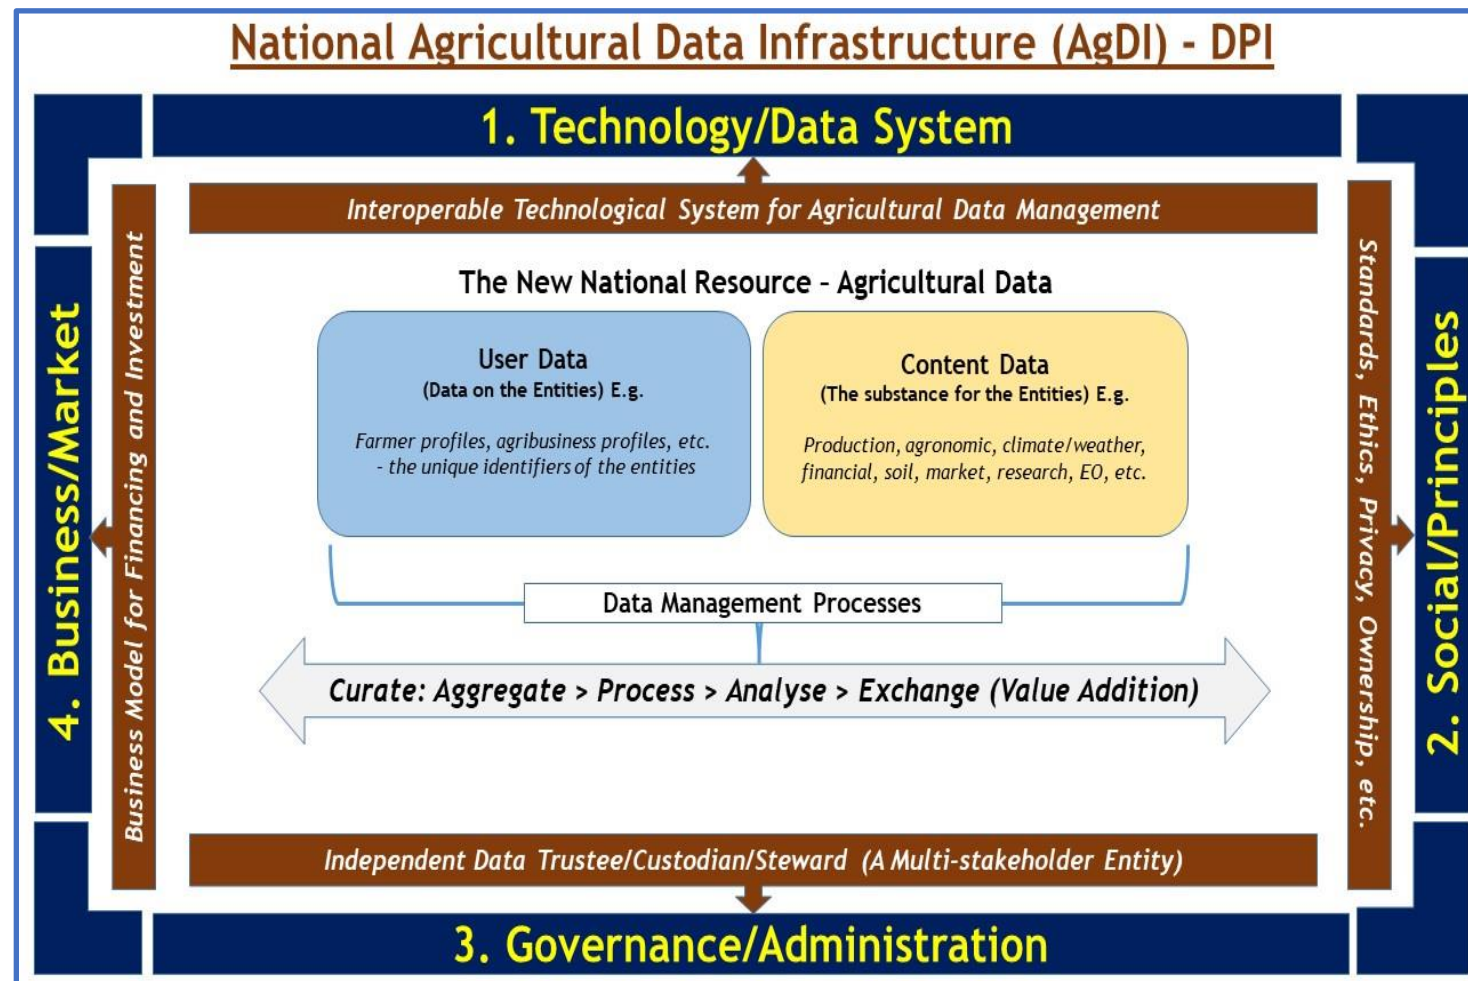 National Agricultural Data Infrastructure (AgDI) - DPI
1. Technology/Data System
Interoperable Technological System for Agricultural Data Management
4. Business/Market
Business Model for Financing and Investment
The New National Resource – Agricultural Data
User Data
(Data on the Entities) E.g.
Farmer profiles, agribusiness profiles, etc.
– the unique identifiers of the entities
Content Data
(The substance for the Entities) E.g.
Production, agronomic, climate/weather,
financial, soil, market, research, EO, etc.
Data Management Processes
Curate: Aggregate > Process > Analyse > Exchange (Value Addition)
Standards, Ethics, Privacy, Ownership, etc.
2. Social/Principles
Independent Data Trustee/Custodian/Steward (A Multi-stakeholder Entity)
3. Governance/Administration